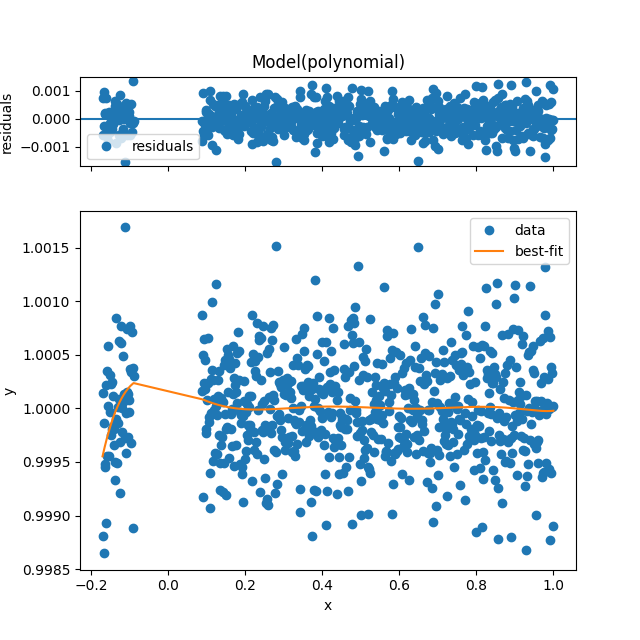 Model(polynomial)
residuals
0.001
0.000
−0.001
residuals
y
1.0015
1.0010
1.0005
1.0000
0.9995
0.9990
0.9985
data
best-fit
−0.2 0.0 0.2 0.4 0.6 0.8 1.0
x